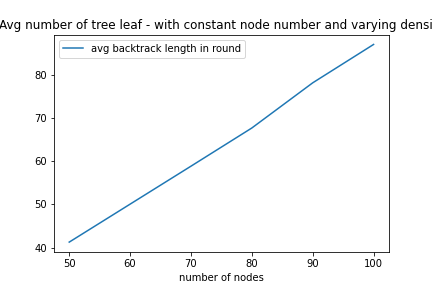 Avg number of tree leaf - with constant node number and varying densi
avg backtrack length in round
80
70
60
50
40
50 60 70 80 90 100
number of nodes